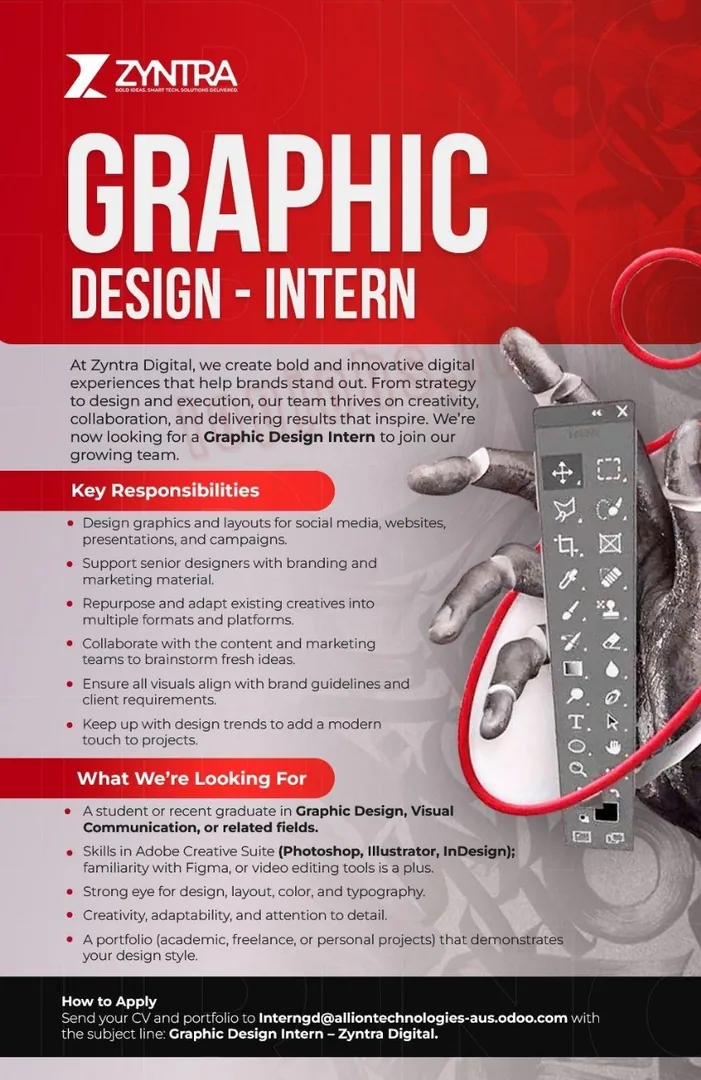 ZYNTRA
BOLD IDEAS. SMART TECH. SOLUTIONS DELIVERED.
GRAPHIC
DESIGN - INTERN
At Zyntra Digital, we create bold and innovative digital
experiences that help brands stand out. From strategy
to design and execution, our team thrives on creativity,
collaboration, and delivering results that inspire. We're
now looking for a Graphic Design Intern to join our
growing team.
Key Responsibilities
• Design graphics and layouts for social media, websites,
presentations, and campaigns.
• Support senior designers with branding and
marketing material.
• Repurpose and adapt existing creatives into
multiple formats and platforms.
• Collaborate with the content and marketing
teams to brainstorm fresh ideas.
• Ensure all visuals align with brand guidelines and
client requirements.
• Keep up with design trends to add a modern
touch to projects.
What We're Looking For
• A student or recent graduate in Graphic Design, Visual
Communication, or related fields.
• Skills in Adobe Creative Suite (Photoshop, Illustrator, InDesign);
familiarity with Figma, or video editing tools is a plus.
• Strong eye for design, layout, color, and typography.
• Creativity, adaptability, and attention to detail.
• A portfolio (academic, freelance, or personal projects) that demonstrates
your design style.
How to Apply
Send your CV and portfolio to Interngd@alliontechnologies-aus.odoo.com with
the subject line: Graphic Design Intern – Zyntra Digital.